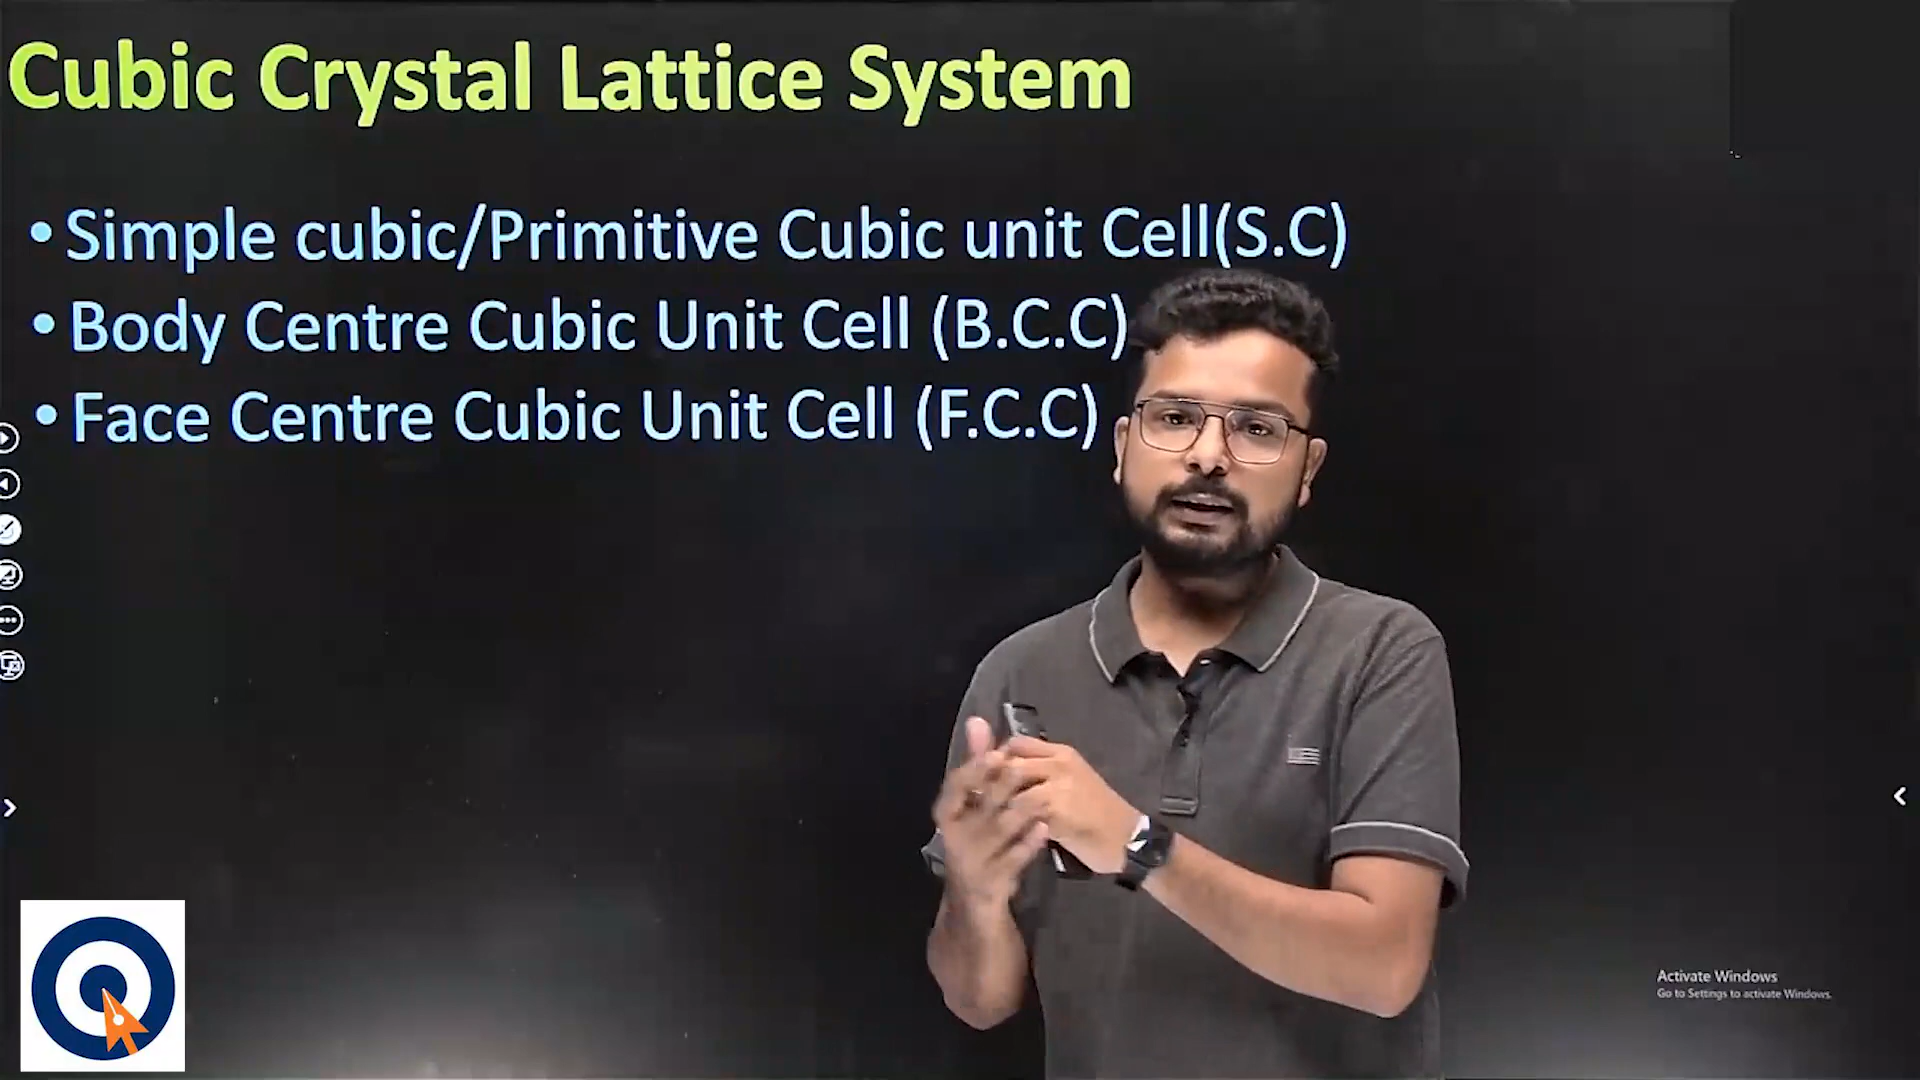 Cubic Crystal Lattice System
• Simple cubic/Primitive Cubic unit Cell(S.C)
• Body Centre Cubic Unit Cell (B.C.C)
• Face Centre Cubic Unit Cell (F.C.C)
Activate Windows
Go to Settings to activate Windows.